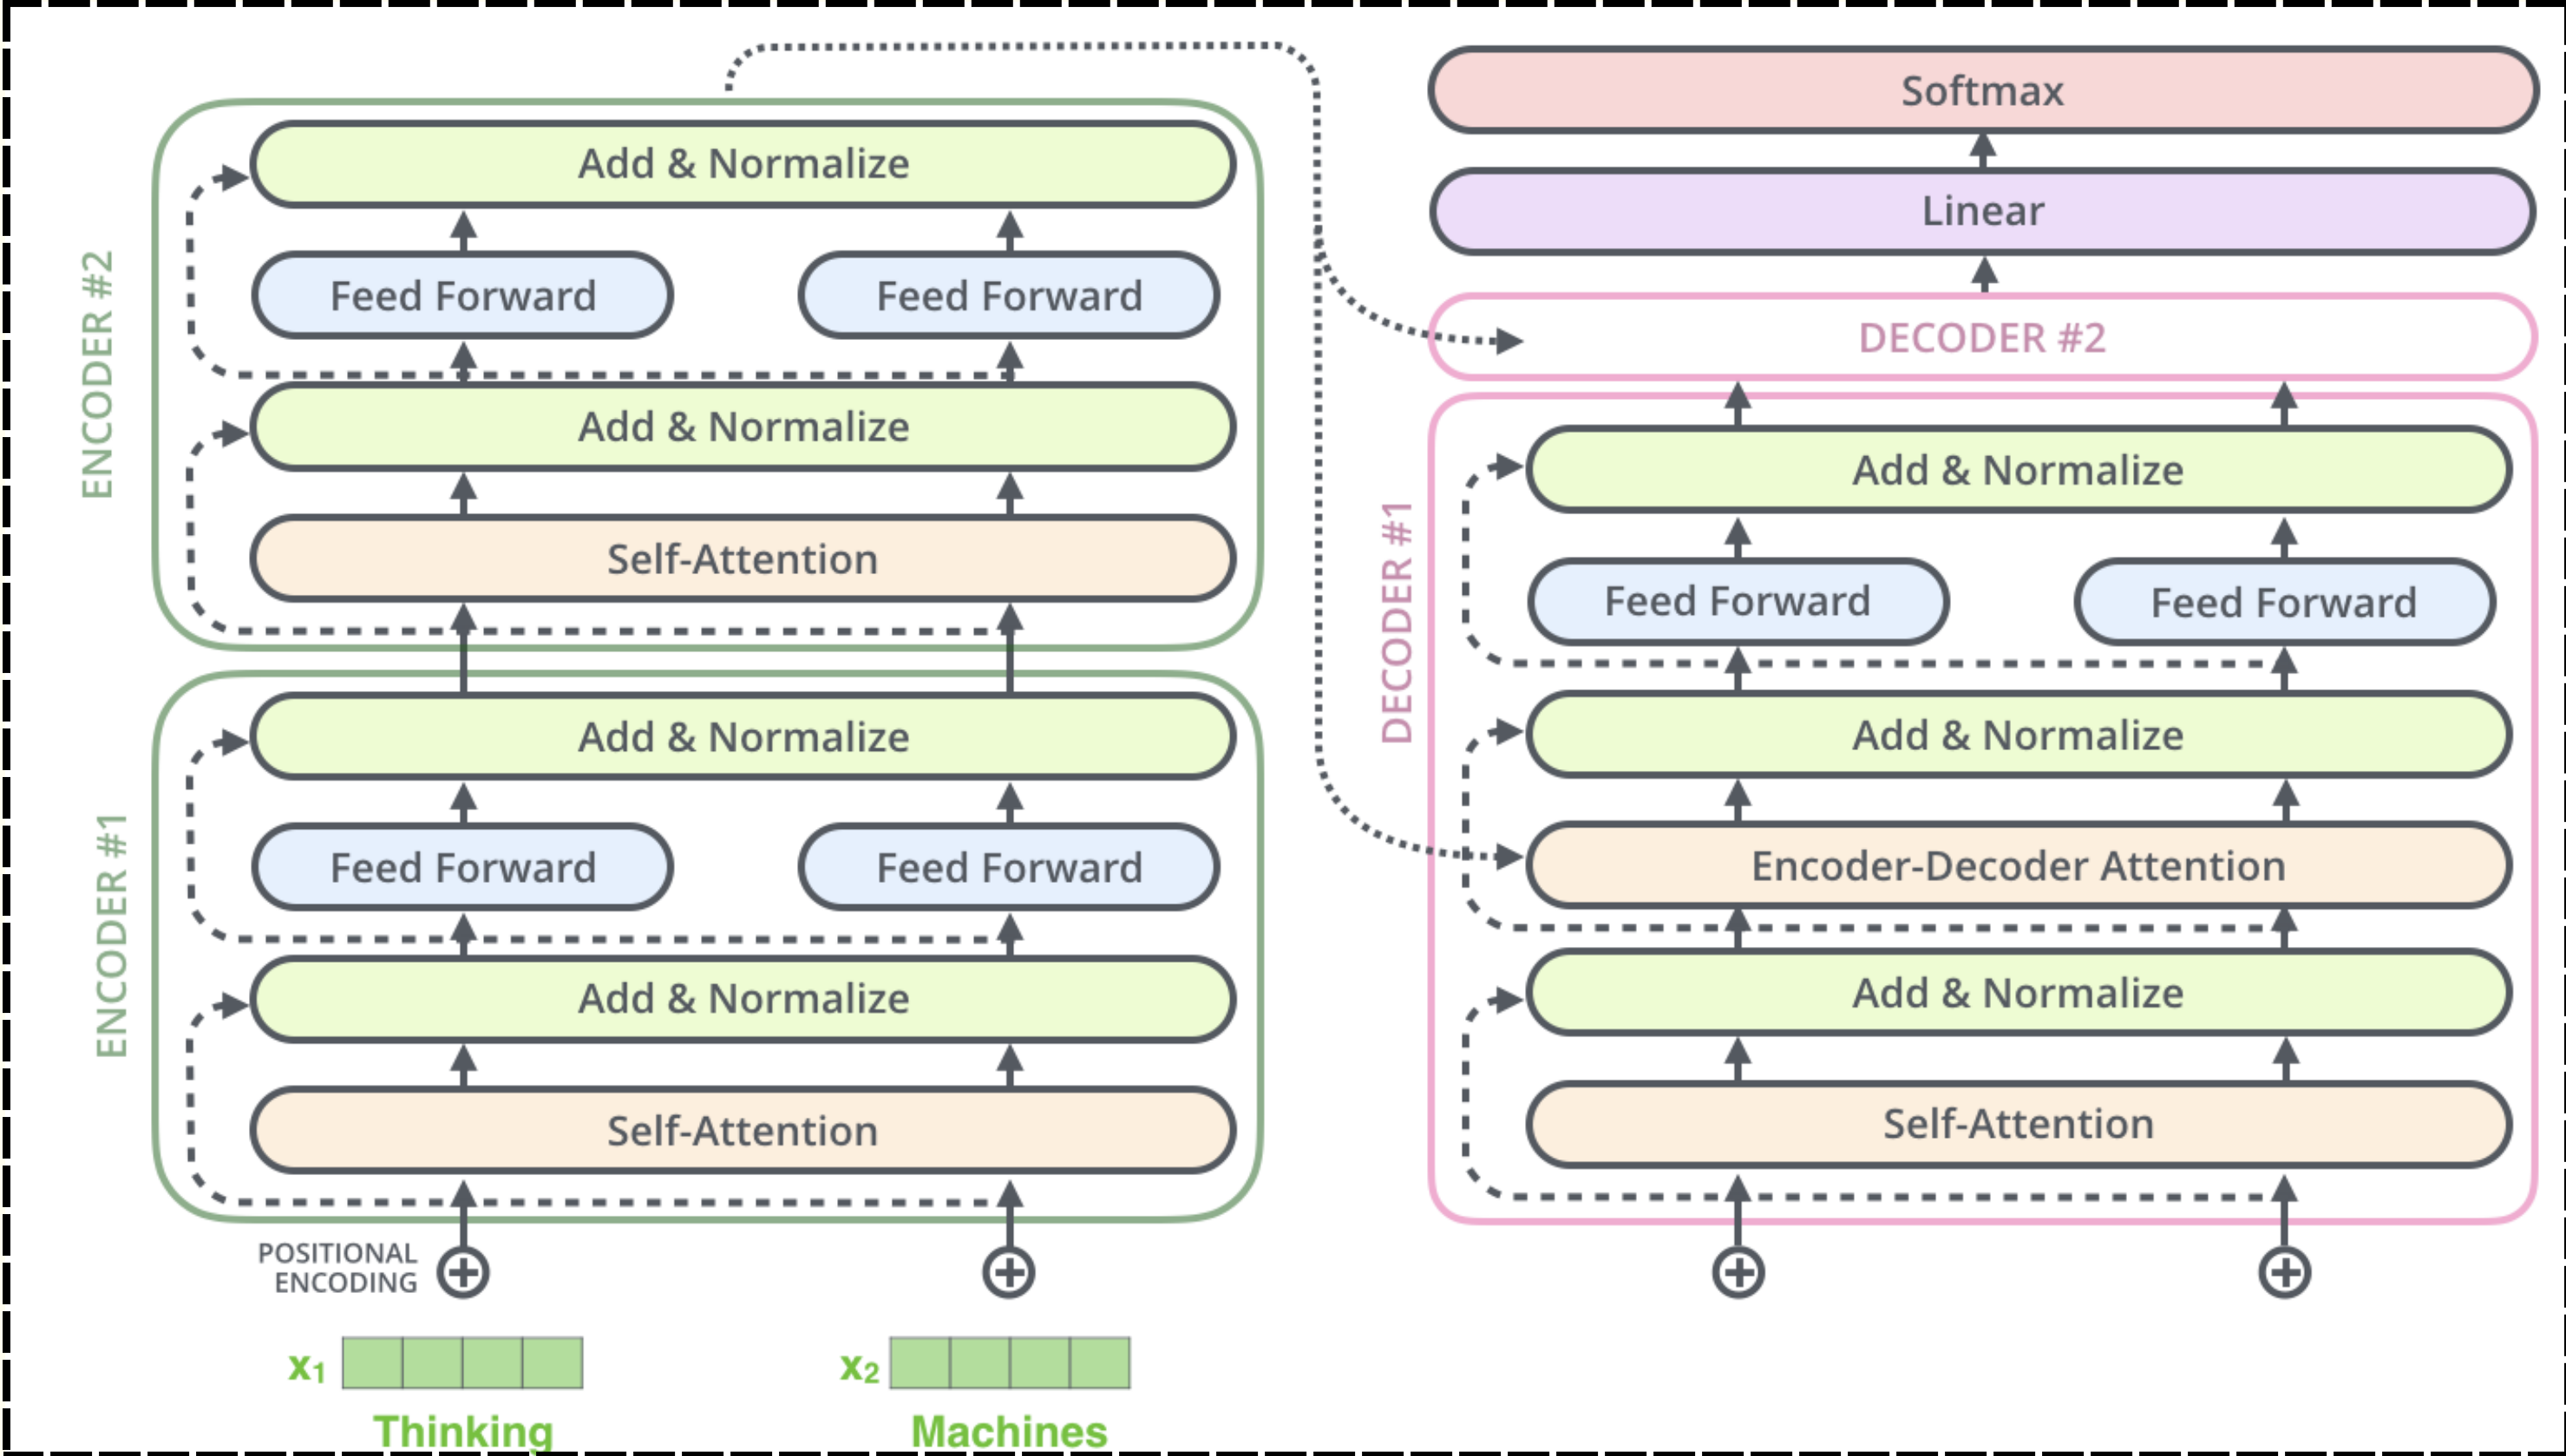 ENCODER #2
Add & Normalize
Feed Forward
Feed Forward
Add & Normalize
Self-Attention
ENCODER #1
Add & Normalize
Feed Forward
Feed Forward
Add & Normalize
Self-Attention
POSITIONAL
ENCODING
x1
x2
Thinking
Machines
Softmax
Linear
DECODER #2
DECODER #1
Add & Normalize
Feed Forward
Feed Forward
Add & Normalize
Encoder-Decoder Attention
Add & Normalize
Self-Attention